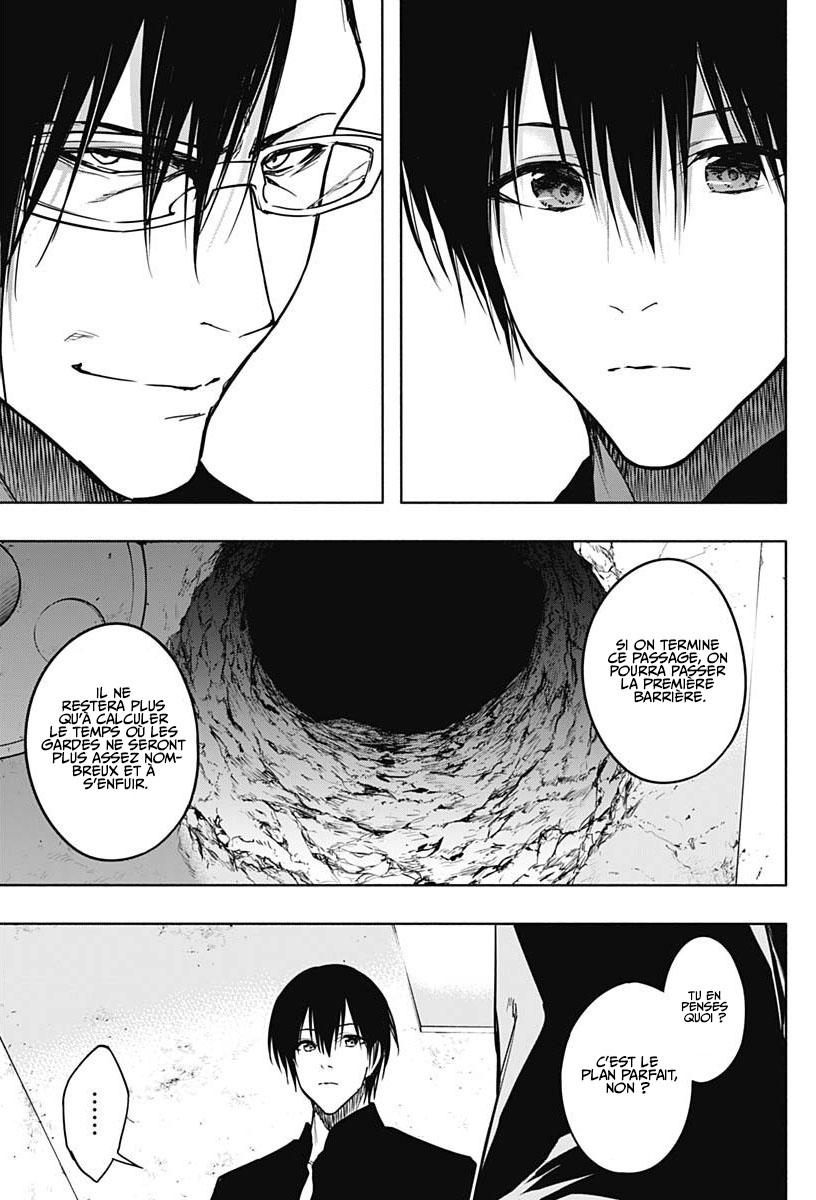 SI ON TERMINE
CE PASSAGE, ON
POURRA PASSER
LA PREMIÈRE
BARRIÈRE.
IL NE
RESTERA PLUS
QU'À CALCULER
LE TEMPS OÙ LES
GARDES NE SERONT
PLUS ASSEZ NOM-
BREUX ET À
S'ENFUIR.
TU EN
PENSES
QUOI ?
C'EST LE
PLAN PARFAIT,
NON ?
......